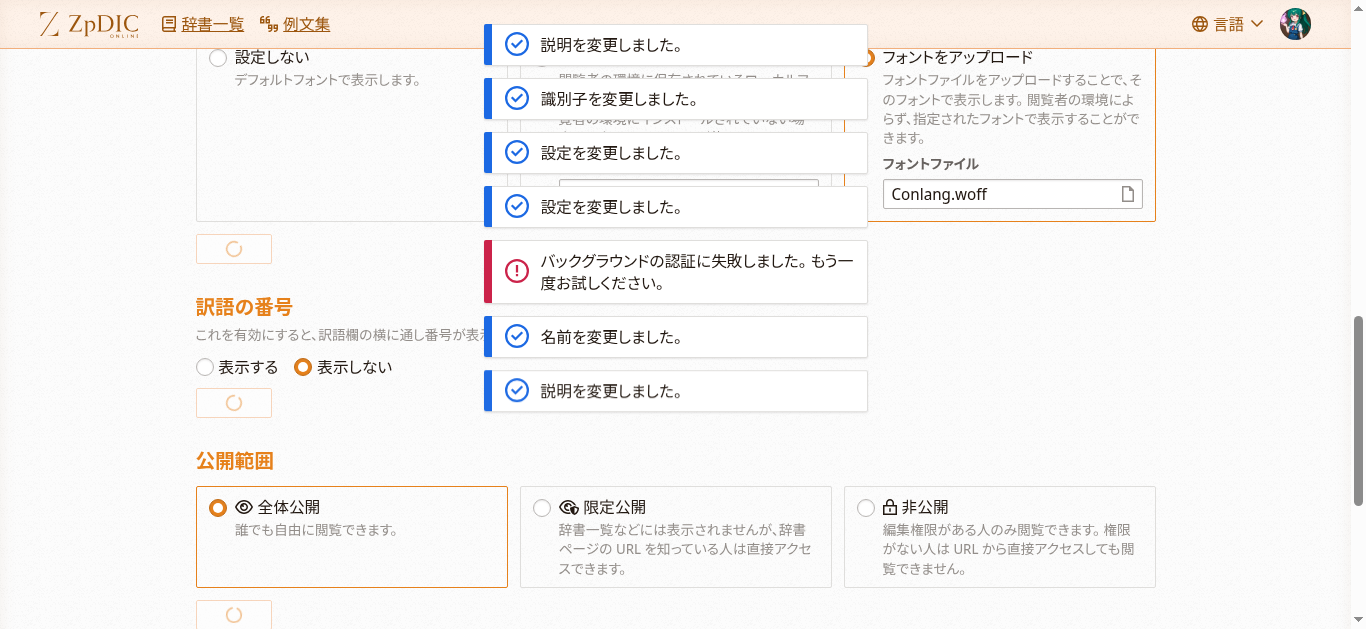 ZpDIC
ONLINE
辞書一覧
例文集
言語
設定しない
デフォルトフォントで表示します。
フォントをアップロード
フォントファイルをアップロードすることで、そ
のフォントで表示します。閲覧者の環境によ
らず、指定されたフォントで表示することがで
きます。
フォントファイル
Conlang.woff
説明を変更しました。
識別子を変更しました。
設定を変更しました。
設定を変更しました。
バックグラウンドの認証に失敗しました。もう一
度お試しください。
名前を変更しました。
説明を変更しました。
訳語の番号
これを有効にすると、訳語欄の横に通し番号が表示
表示する
表示しない
公開範囲
全体公開
誰でも自由に閲覧できます。
限定公開
辞書一覧などには表示されませんが、辞書
ページの URL を知っている人は直接アクセ
スできます。
非公開
編集権限がある人のみ閲覧できます。権限
がない人は URL から直接アクセスしても閲
覧できません。